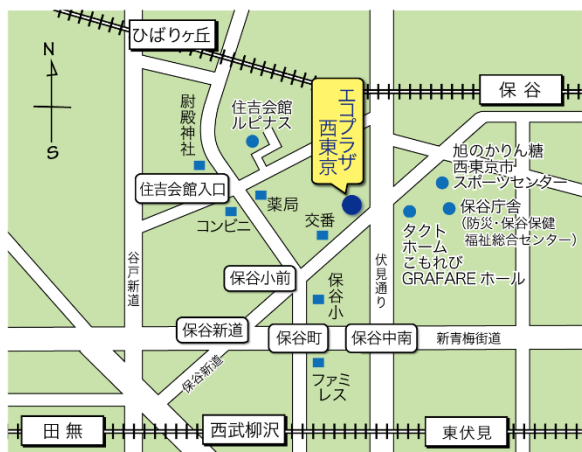 ひばりヶ丘
N
S
保谷
エコプラザ
西東京
尉殿神社
住吉会館
ルピナス
旭のかりん糖
西東京市
スポーツセンター
住吉会館入口
薬局
コンビニ
交番
保谷庁舎
(防災・保谷保健
福祉総合センター)
タクト
ホーム
こもれび
GRAFAREホール
谷戸新道
伏見通り
保谷小前
保谷小
保谷新道
保谷町
保谷中南
新青梅街道
保谷新道
ファミ
レス
田無
西武柳沢
東伏見